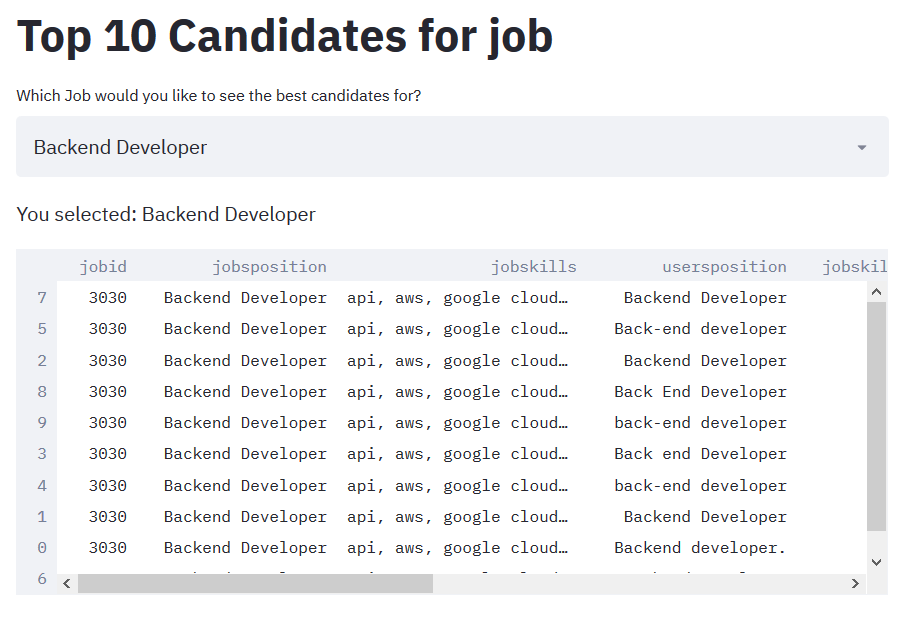 Top 10 Candidates for job
Which Job would you like to see the best candidates for?
Backend Developer
You selected: Backend Developer
jobid jobsposition jobskills usersposition jobskil
7 3030 Backend Developer api, aws, google cloud… Backend Developer
5 3030 Backend Developer api, aws, google cloud… Back-end developer
2 3030 Backend Developer api, aws, google cloud… Backend Developer
8 3030 Backend Developer api, aws, google cloud… Back End Developer
9 3030 Backend Developer api, aws, google cloud… back-end developer
3 3030 Backend Developer api, aws, google cloud… Back end Developer
4 3030 Backend Developer api, aws, google cloud… back-end developer
1 3030 Backend Developer api, aws, google cloud… Backend Developer
0 3030 Backend Developer api, aws, google cloud… Backend developer.
6